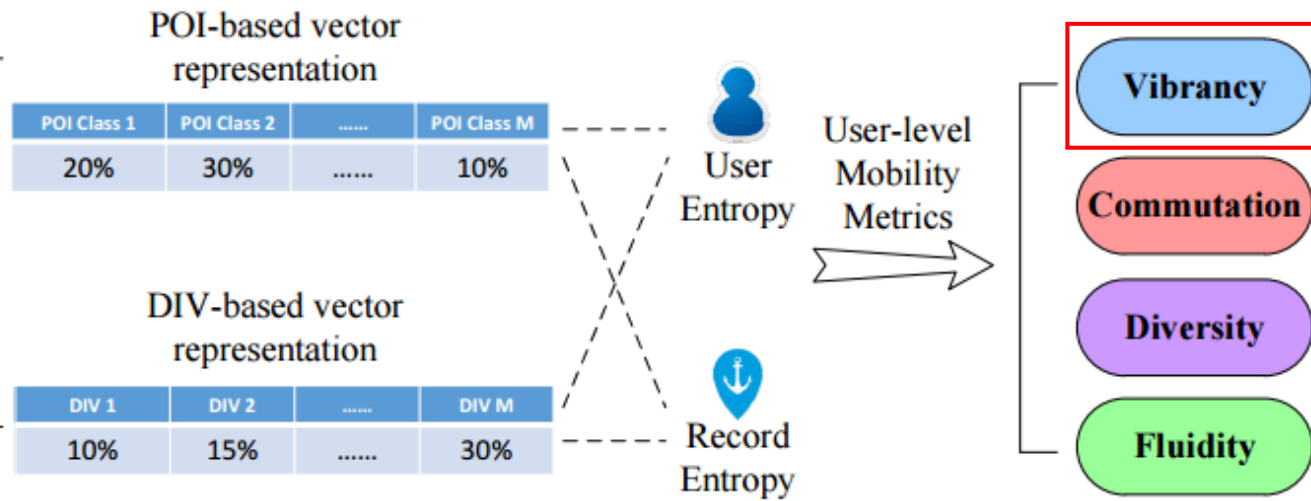 POI-based vector
representation
POI Class 1 POI Class 2 ...... POI Class M
20% 30% ...... 10%
DIV-based vector
representation
DIV 1 DIV 2 ...... DIV M
10% 15% ...... 30%
User
Entropy
Record
Entropy
User-level
Mobility
Metrics
Vibrancy
Commutation
Diversity
Fluidity